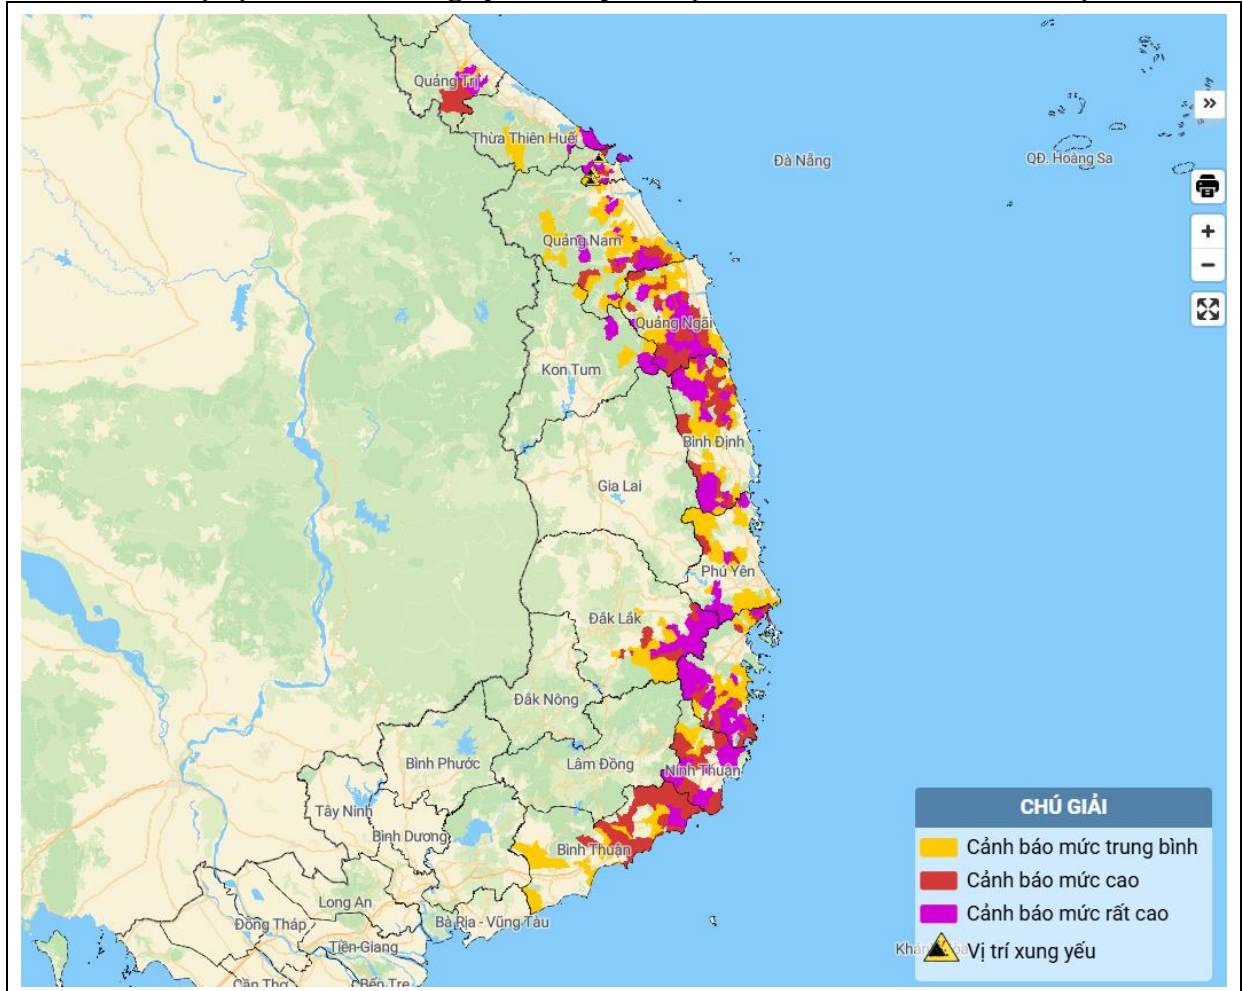 Quảng Trị
Thừa Thiên Huế
Đà Nẵng
QĐ. Hoàng Sa
»
Quảng Nam
+
−
Quảng Ngãi
Kon Tum
Bình Định
Gia Lai
Phú Yên
Đắk Lắk
Đắk Nông
Bình Phước
Lâm Đồng
Ninh Thuận
Tây Ninh
Bình Dương
Bình Thuận
Long An
Đồng Tháp
Bà Rịa - Vũng Tàu
Tiền Giang
Cần Thơ
Bến Tre
CHÚ GIẢI
Cảnh báo mức trung bình
Cảnh báo mức cao
Cảnh báo mức rất cao
Vị trí xung yếu